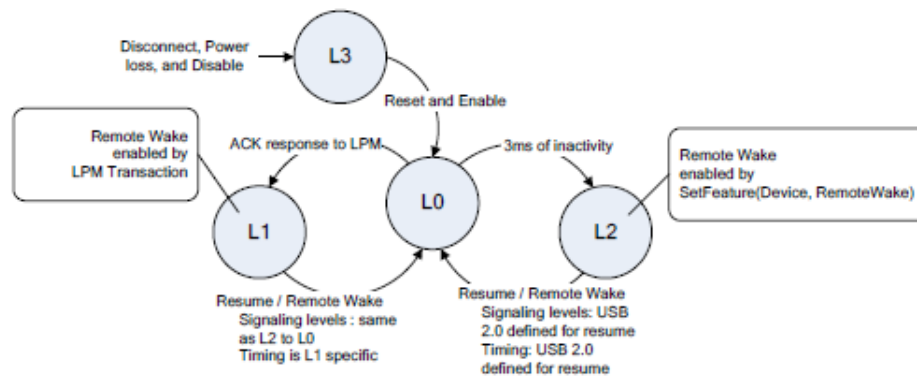 Disconnect, Power
loss, and Disable
L3
Reset and Enable
Remote Wake
enabled by
LPM Transaction
ACK response to LPM
3ms of inactivity
Remote Wake
enabled by
SetFeature(Device, RemoteWake)
L1
L0
L2
Resume / Remote Wake
Signaling levels : same
as L2 to L0
Timing is L1 specific
Resume / Remote Wake
Signaling levels: USB
2.0 defined for resume
Timing: USB 2.0
defined for resume